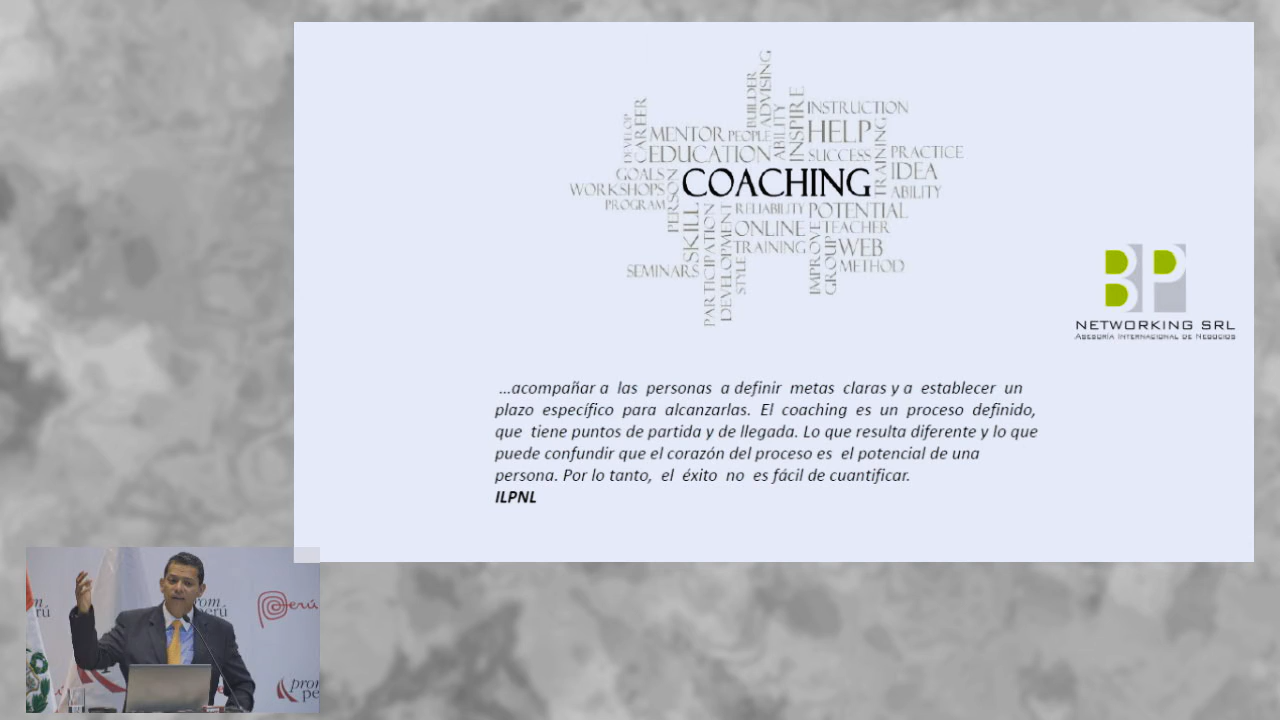 ADVISING
BUILDER
INSPIRE
ABILITY
INSTRUCTION
CAREER
DEVELOP
MENTOR PEOPLE HELP
TRAINING
EDUCATION SUCCESS PRACTICE
GOALS IDEA
PERSON
WORKSHOPS COACHING ABILITY
PROGRAM RELIABILITY POTENTIAL
SKILL
PARTICIPATION
DEVELOPMENT
ONLINE TEACHER
TRAINING WEB
STYLE
IMPROVE
GROUP
SEMINARS METHOD
BP
NETWORKING SRL
ASESORÍA INTERNACIONAL DE NEGOCIOS
...acompañar a las personas a definir metas claras y a establecer un
plazo específico para alcanzarlas. El coaching es un proceso definido,
que tiene puntos de partida y de llegada. Lo que resulta diferente y lo que
puede confundir que el corazón del proceso es el potencial de una
persona. Por lo tanto, el éxito no es fácil de cuantificar.
ILPNL
prom
perú
Perú